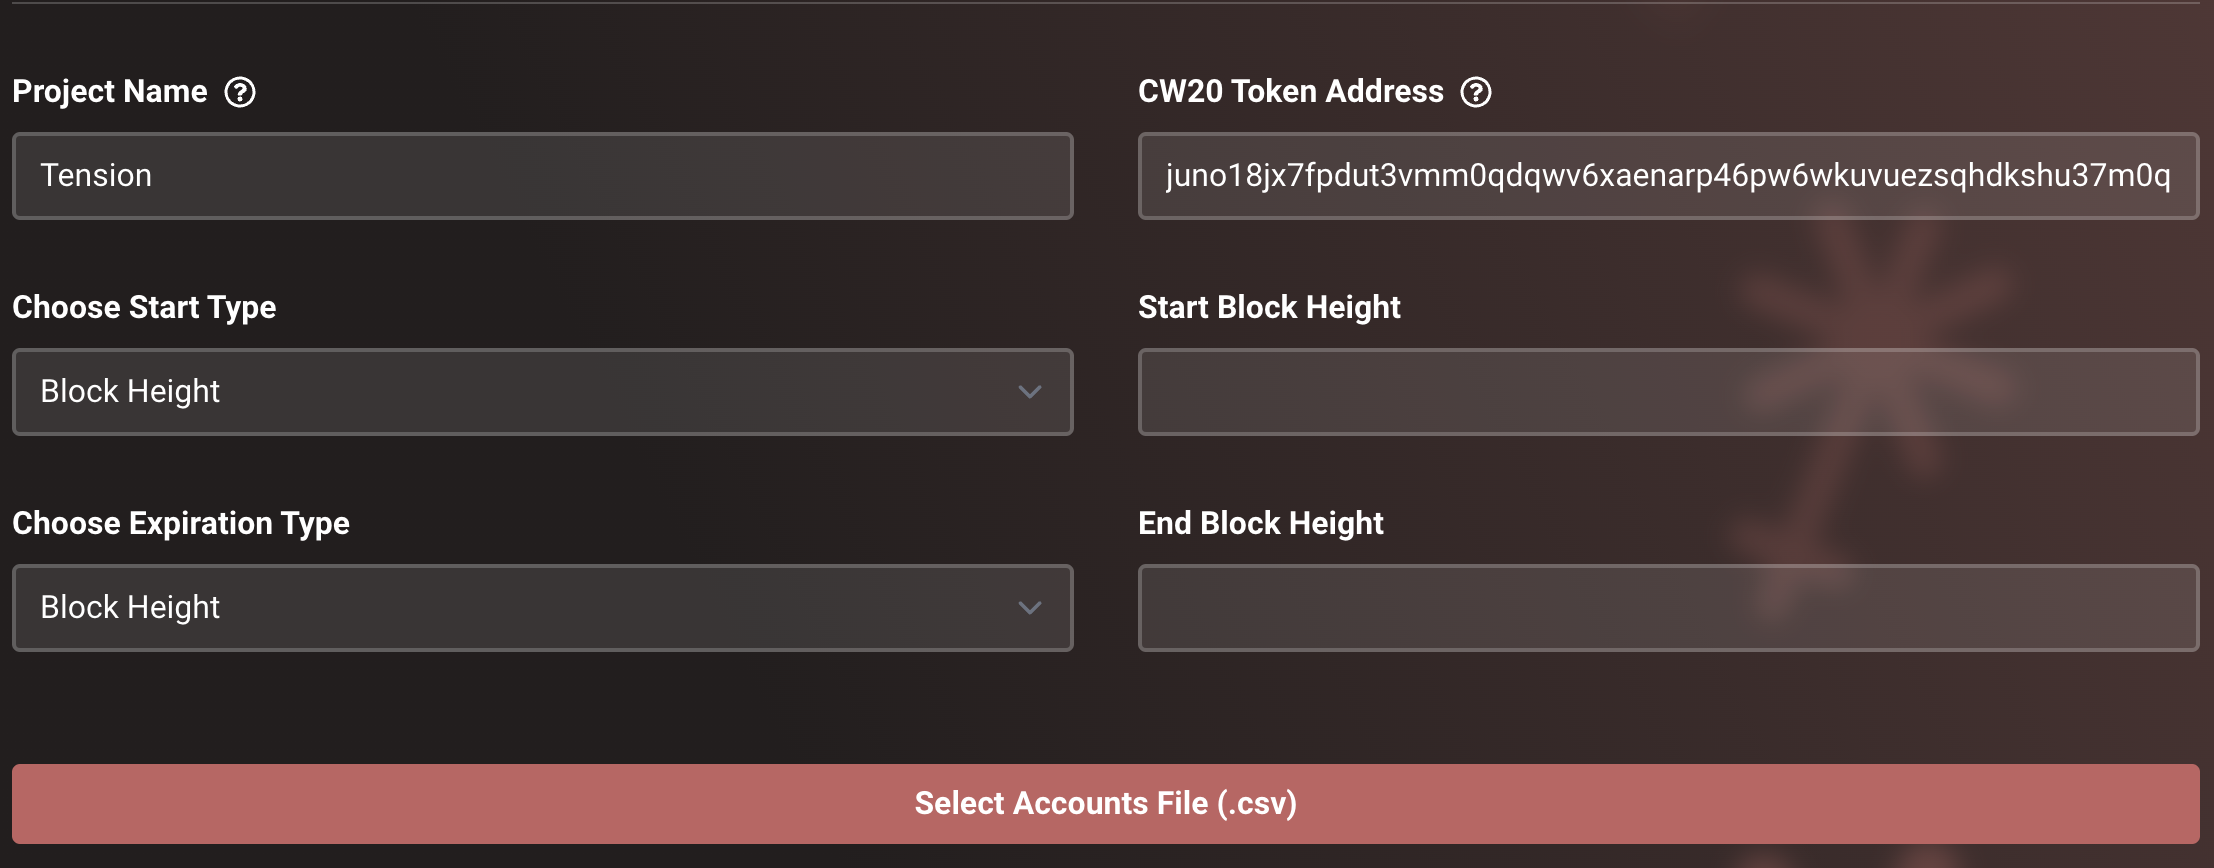 Project Name
CW20 Token Address
Tension
juno18jx7fpdut3vmm0qdqwv6xaenarp46pw6wkuvuezsqhdkshu37m0q
Choose Start Type
Start Block Height
Block Height
Choose Expiration Type
End Block Height
Block Height
Select Accounts File (.csv)